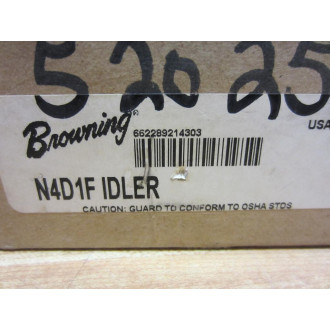 5 20 25
Browning®
USA
662289214303
N4D1F IDLER
CAUTION: GUARD TO CONFORM TO OSHA STDS